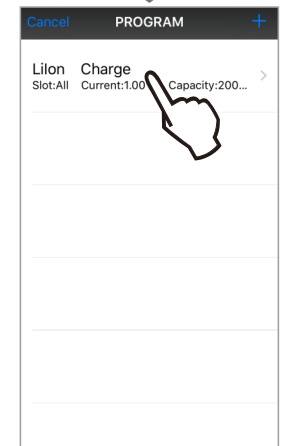 Cancel PROGRAM +
LiIon Charge
Slot:All Current:1.00 Capacity:200...